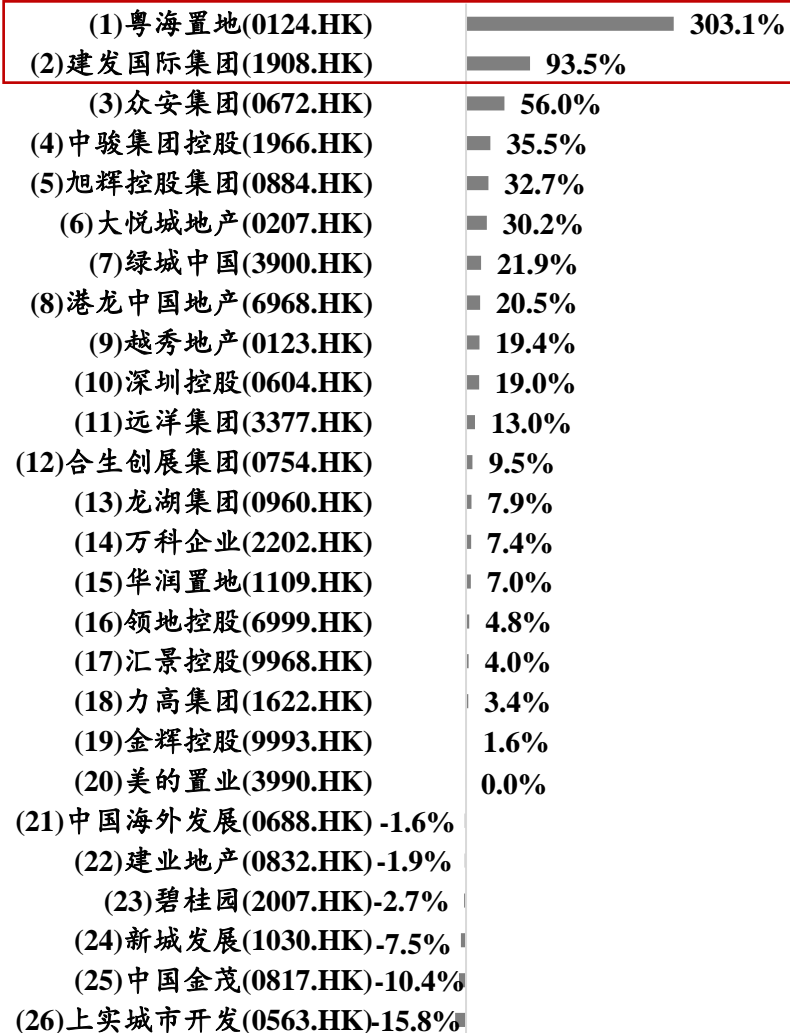 (1)粤海置地(0124.HK) 303.1%
(2)建发国际集团(1908.HK) 93.5%
(3)众安集团(0672.HK) 56.0%
(4)中骏集团控股(1966.HK) 35.5%
(5)旭辉控股集团(0884.HK) 32.7%
(6)大悦城地产(0207.HK) 30.2%
(7)绿城中国(3900.HK) 21.9%
(8)港龙中国地产(6968.HK) 20.5%
(9)越秀地产(0123.HK) 19.4%
(10)深圳控股(0604.HK) 19.0%
(11)远洋集团(3377.HK) 13.0%
(12)合生创展集团(0754.HK) 9.5%
(13)龙湖集团(0960.HK) 7.9%
(14)万科企业(2202.HK) 7.4%
(15)华润置地(1109.HK) 7.0%
(16)领地控股(6999.HK) 4.8%
(17)汇景控股(9968.HK) 4.0%
(18)力高集团(1622.HK) 3.4%
(19)金辉控股(9993.HK) 1.6%
(20)美的置业(3990.HK) 0.0%
(21)中国海外发展(0688.HK) -1.6%
(22)建业地产(0832.HK) -1.9%
(23)碧桂园(2007.HK) -2.7%
(24)新城发展(1030.HK) -7.5%
(25)中国金茂(0817.HK) -10.4%
(26)上实城市开发(0563.HK) -15.8%